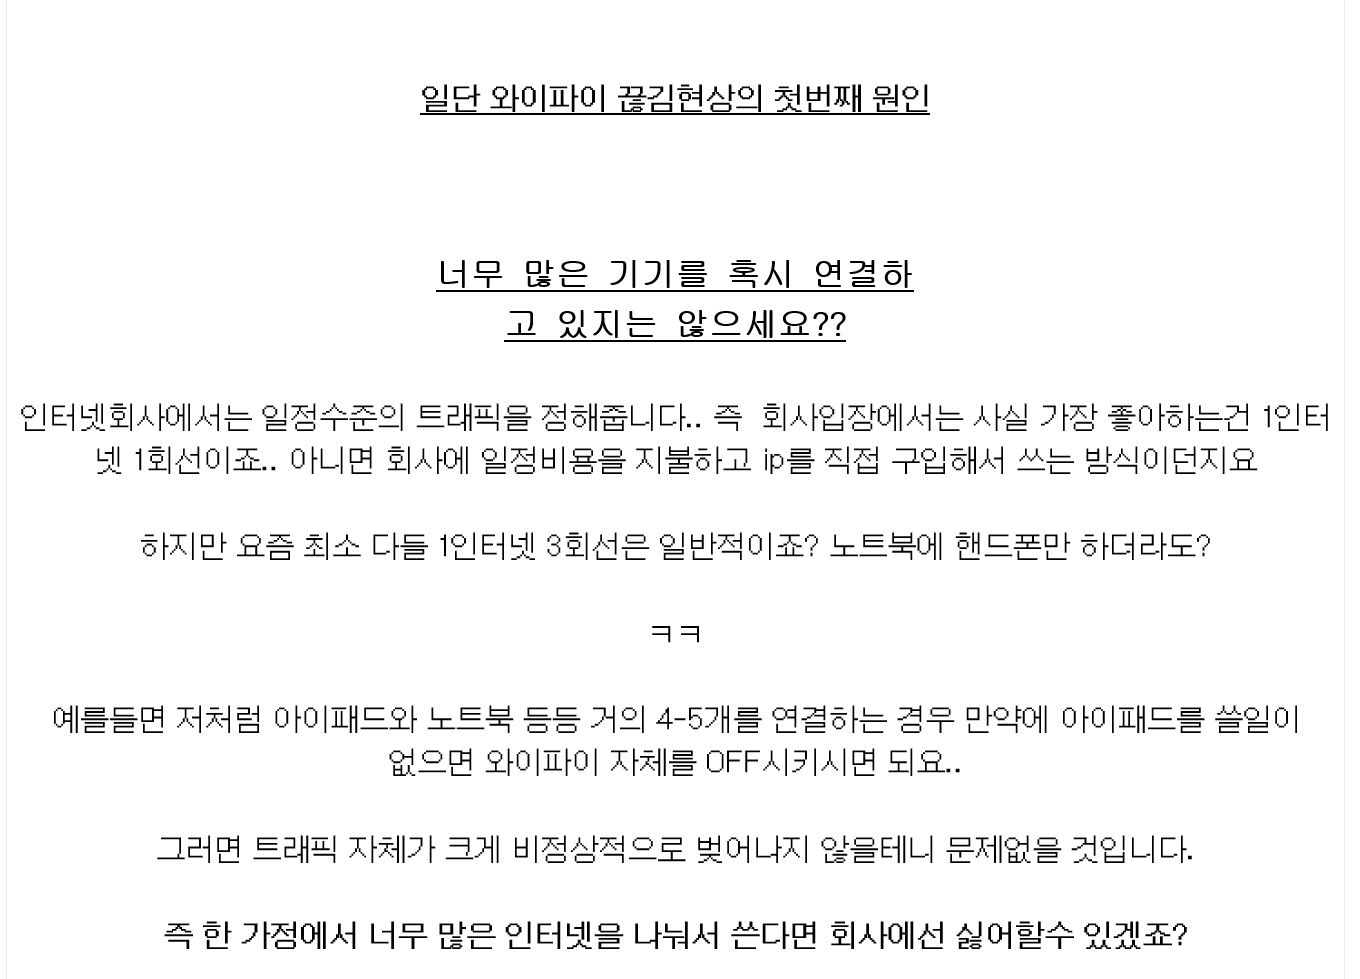 일단 와이파이 끊김현상의 첫번째 원인
너무 많은 기기를 혹시 연결하
고 있지는 않으세요??
인터넷회사에서는 일정수준의 트래픽을 정해줍니다.. 즉  회사입장에서는 사실 가장 좋아하는건 1인터
넷 1회선이죠.. 아니면 회사에 일정비용을 지불하고 ip를 직접 구입해서 쓰는 방식이던지요
하지만 요즘 최소 다들 1인터넷 3회선은 일반적이죠? 노트북에 핸드폰만 하더라도?
ㅋㅋ
예를들면 저처럼 아이패드와 노트북 등등 거의 4-5개를 연결하는 경우 만약에 아이패드를 쓸일이
없으면 와이파이 자체를 OFF시키시면 되요..
그러면 트래픽 자체가 크게 비정상적으로 벚어나지 않을테니 문제없을 것입니다.
즉 한 가정에서 너무 많은 인터넷을 나눠서 쓴다면 회사에선 싫어할수 있겠죠?